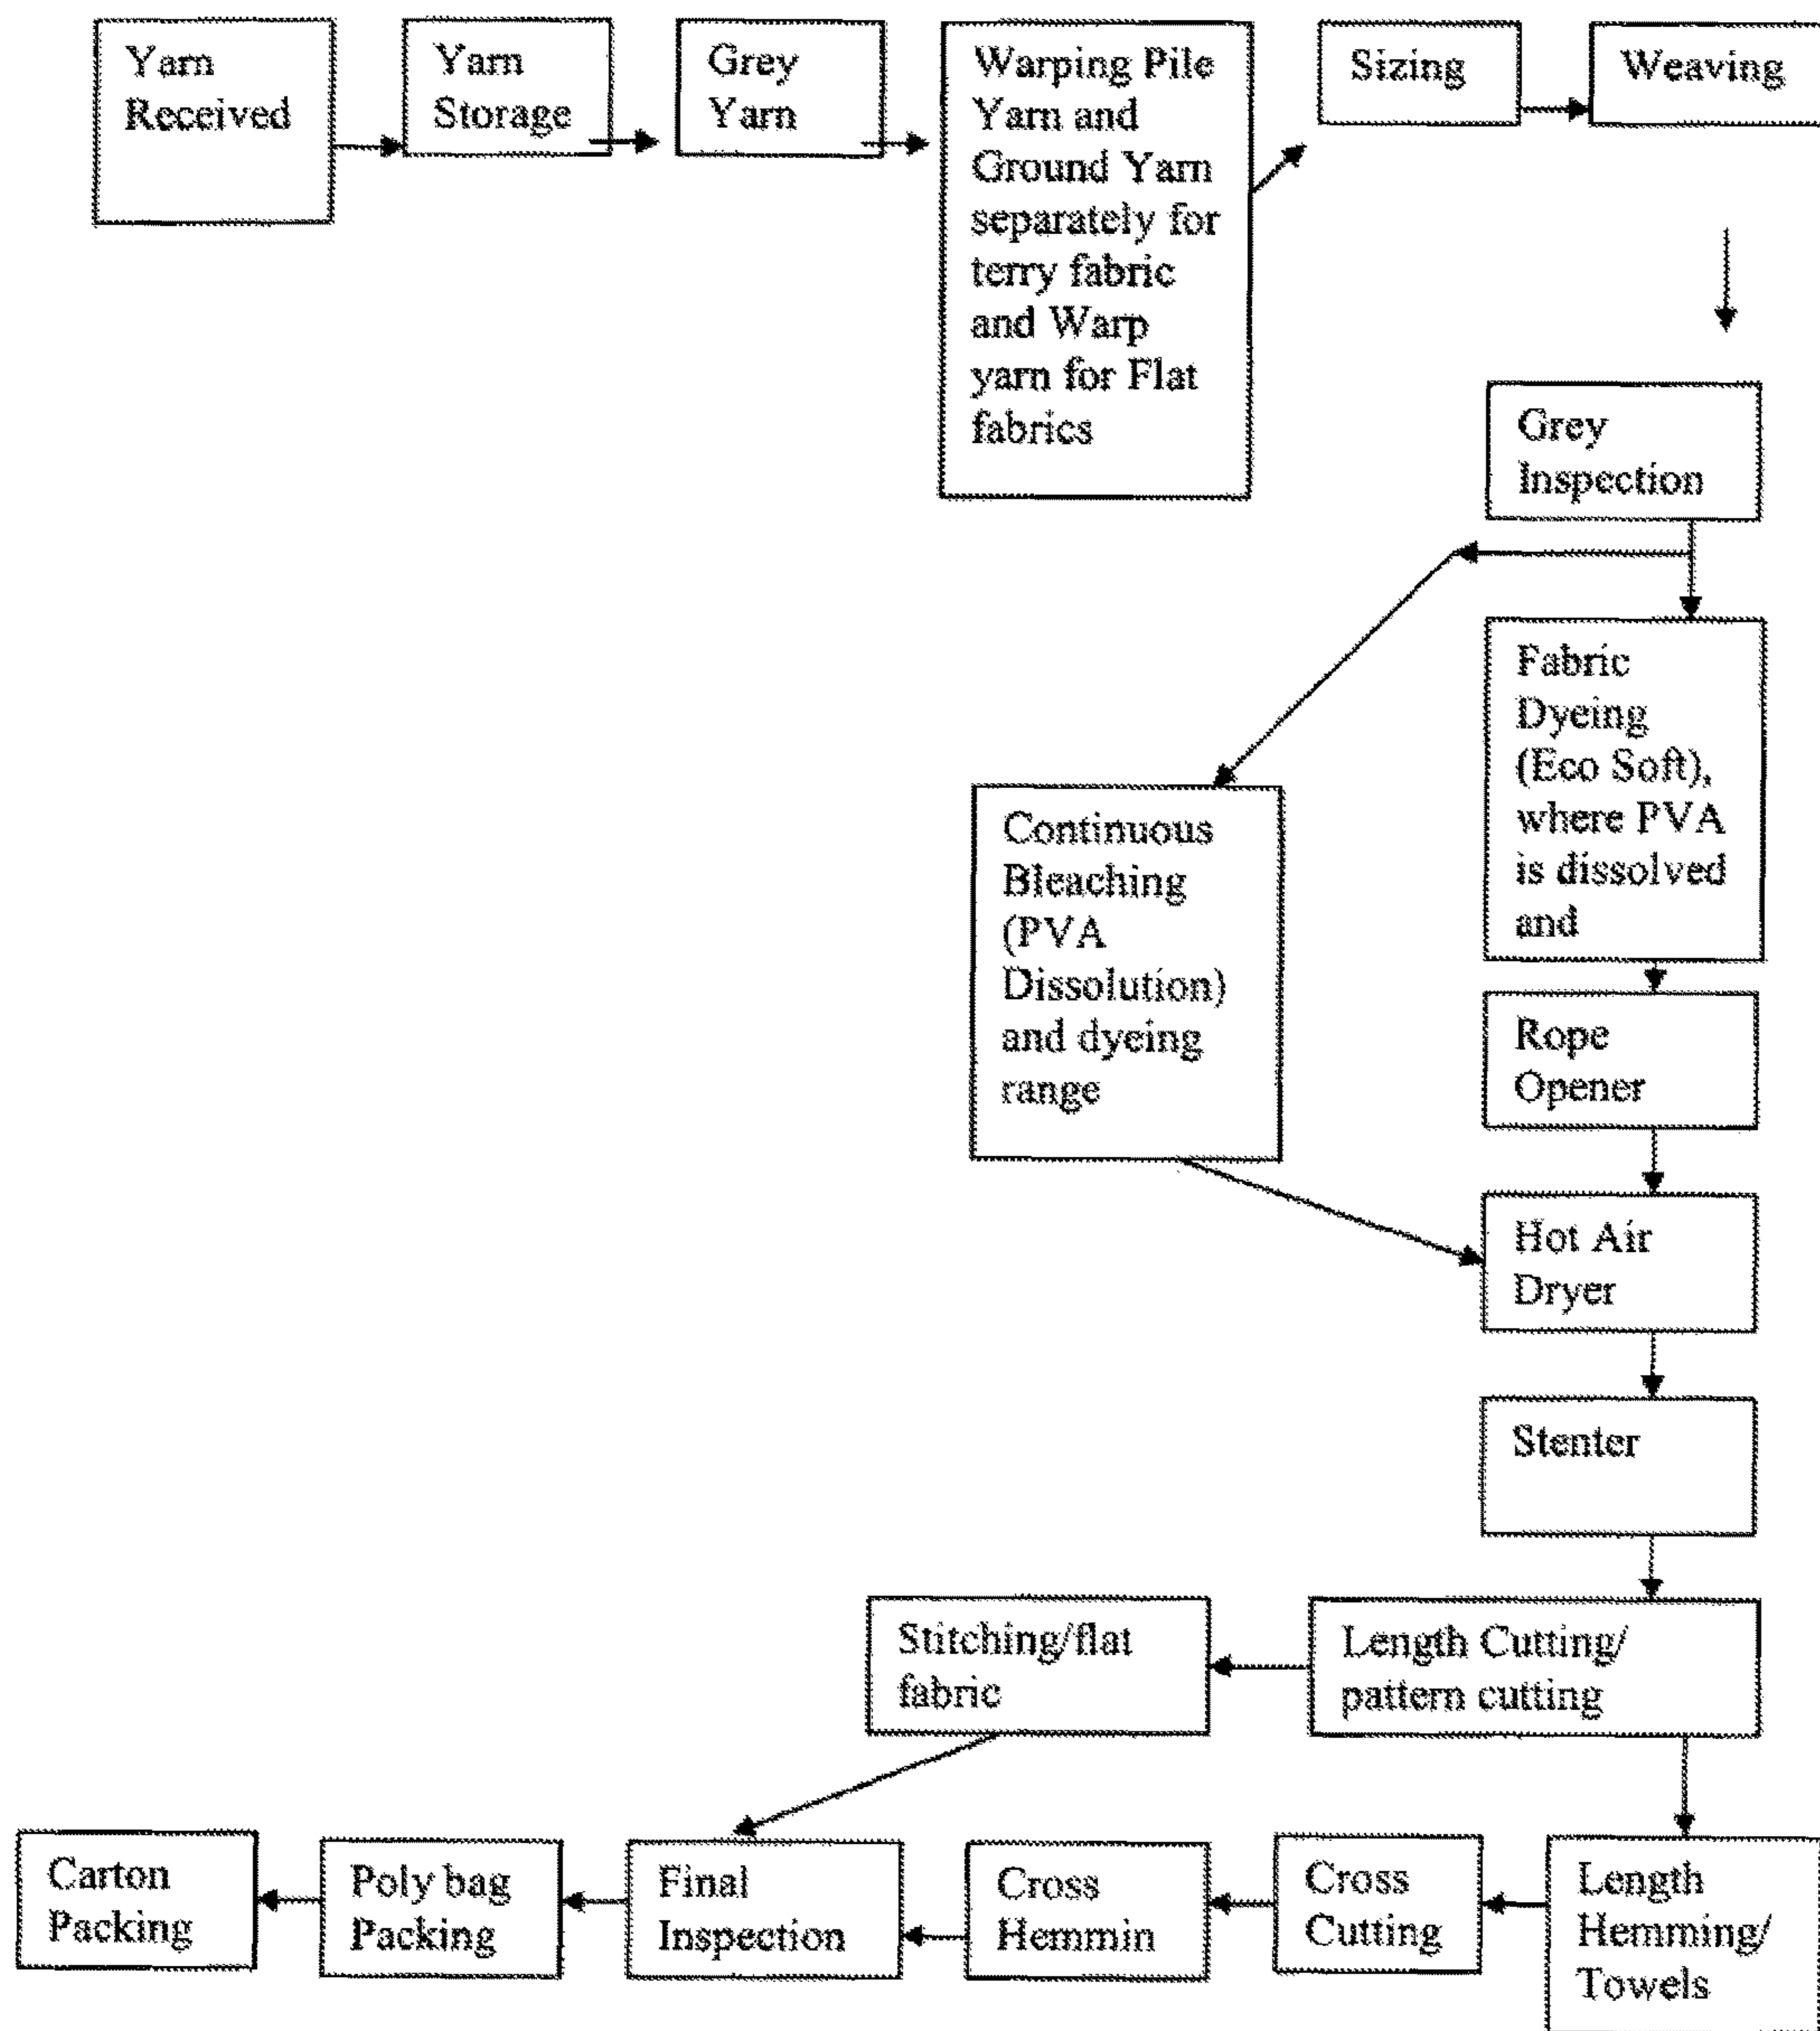 Yarn
Received
Yarn
Storage
Grey
Yarn
Warping Pile
Yarn and
Ground Yarn
separately for
terry fabric
and Warp
yarn for Flat
fabrics
Sizing
Weaving
Grey
Inspection
Fabric
Dyeing
(Eco Soft),
where PVA
is dissolved
and
Continuous
Bleaching
(PVA
Dissolution)
and dyeing
range
Rope
Opener
Hot Air
Dryer
Stenter
Length Cutting/
pattern cutting
Stitching/flat
fabric
Length
Hemming/
Towels
Cross
Cutting
Cross
Hemmin
Final
Inspection
Poly bag
Packing
Carton
Packing